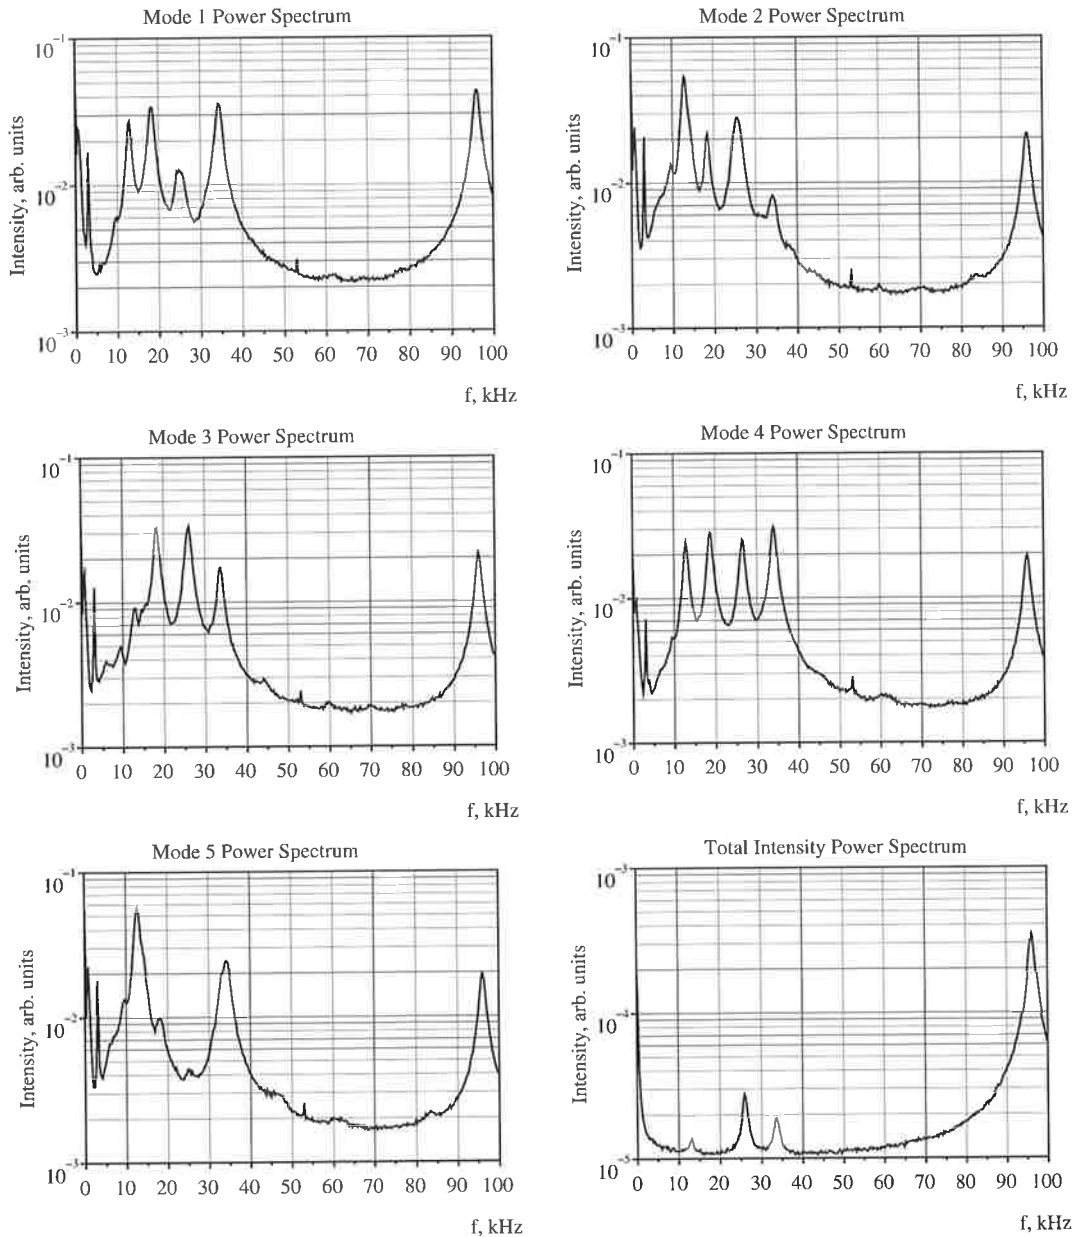 Mode 1 Power Spectrum
Intensity, arb. units
10⁻¹
10⁻²
10⁻³
0 10 20 30 40 50 60 70 80 90 100
f, kHz
Mode 2 Power Spectrum
Intensity, arb. units
10⁻¹
10⁻²
10⁻³
0 10 20 30 40 50 60 70 80 90 100
f, kHz
Mode 3 Power Spectrum
Intensity, arb. units
10⁻¹
10⁻²
10⁻³
0 10 20 30 40 50 60 70 80 90 100
f, kHz
Mode 4 Power Spectrum
Intensity, arb. units
10⁻¹
10⁻²
10⁻³
0 10 20 30 40 50 60 70 80 90 100
f, kHz
Mode 5 Power Spectrum
Intensity, arb. units
10⁻¹
10⁻²
10⁻³
0 10 20 30 40 50 60 70 80 90 100
f, kHz
Total Intensity Power Spectrum
Intensity, arb. units
10⁻³
10⁻⁴
10⁻⁵
0 10 20 30 40 50 60 70 80 90 100
f, kHz